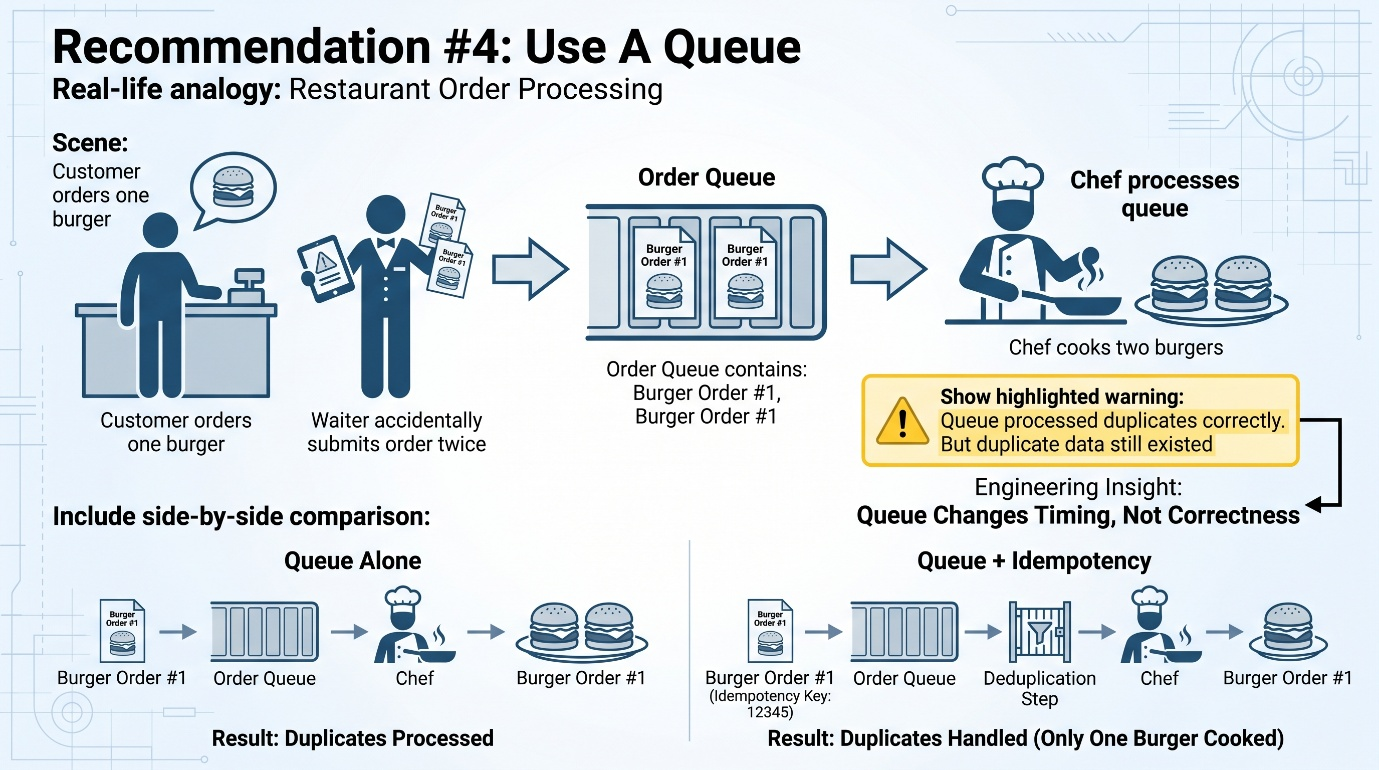 Recommendation #4: Use A Queue
Real-life analogy: Restaurant Order Processing
Scene:
Customer
orders one
burger
Burger
Order #1
Burger
Order #1
Customer orders
one burger
Waiter accidentally
submits order twice
Order Queue
Burger
Order #1
Burger
Order #1
Order Queue contains:
Burger Order #1,
Burger Order #1
Chef processes
queue
Chef cooks two burgers
Show highlighted warning:
Queue processed duplicates correctly.
But duplicate data still existed
Engineering Insight:
Queue Changes Timing, Not Correctness
Include side-by-side comparison:
Queue Alone
Burger
Order #1
Burger Order #1
Order Queue
Chef
Burger Order #1
Result: Duplicates Processed
Queue + Idempotency
Burger
Order #1
Burger Order #1
(Idempotency Key:
12345)
Order Queue
Deduplication
Step
Chef
Burger Order #1
Result: Duplicates Handled (Only One Burger Cooked)